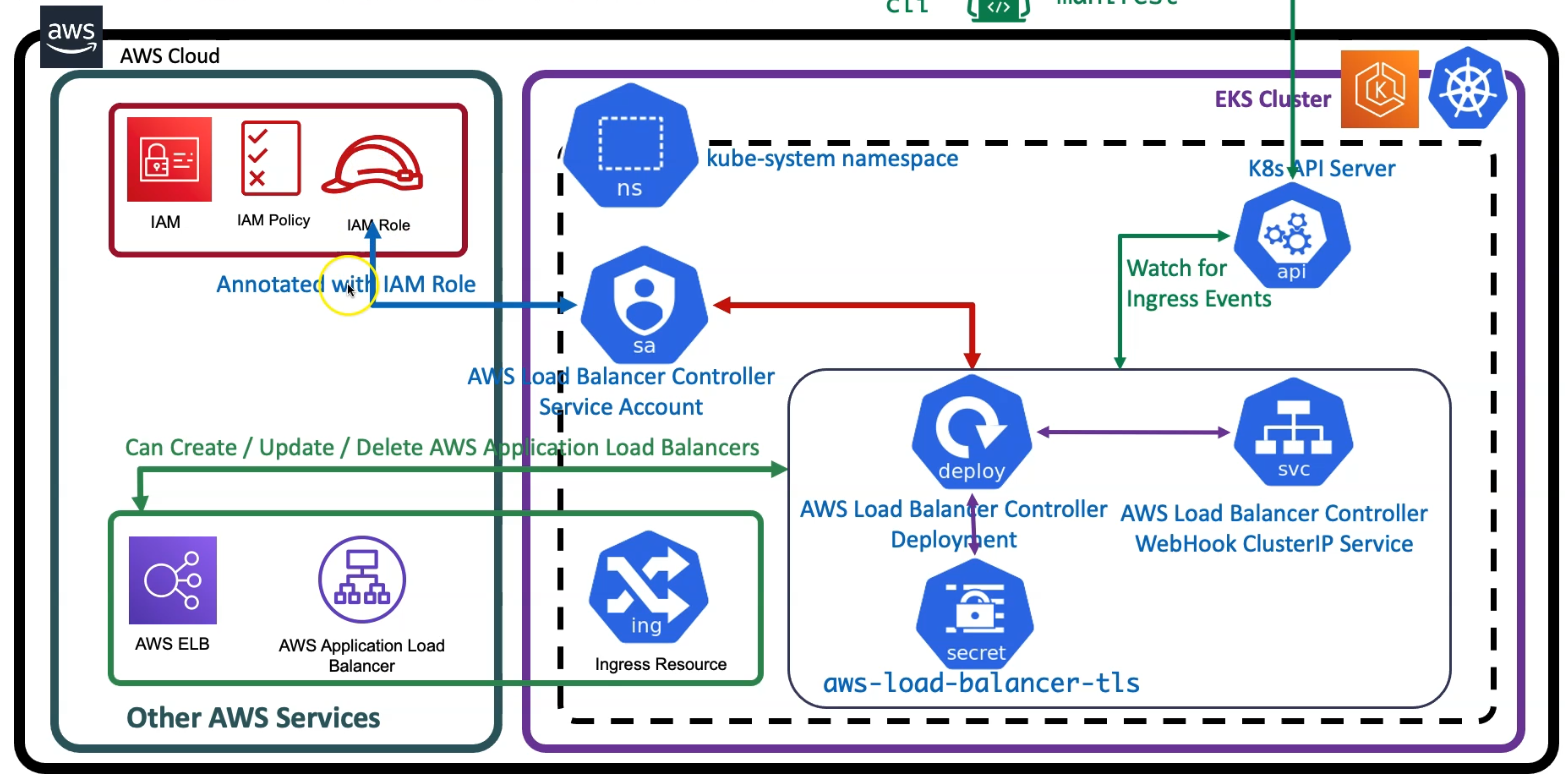 cli
manifest
aws
AWS Cloud
EKS Cluster
K
ns
kube-system namespace
K8s API Server
IAM
IAM Policy
IAM Role
api
Watch for
Ingress Events
Annotated with IAM Role
sa
AWS Load Balancer Controller
Service Account
Can Create / Update / Delete AWS Application Load Balancers
deploy
svc
AWS Load Balancer Controller
Deployment
AWS Load Balancer Controller
WebHook ClusterIP Service
AWS ELB
AWS Application Load
Balancer
ing
Ingress Resource
secret
aws-load-balancer-tls
Other AWS Services